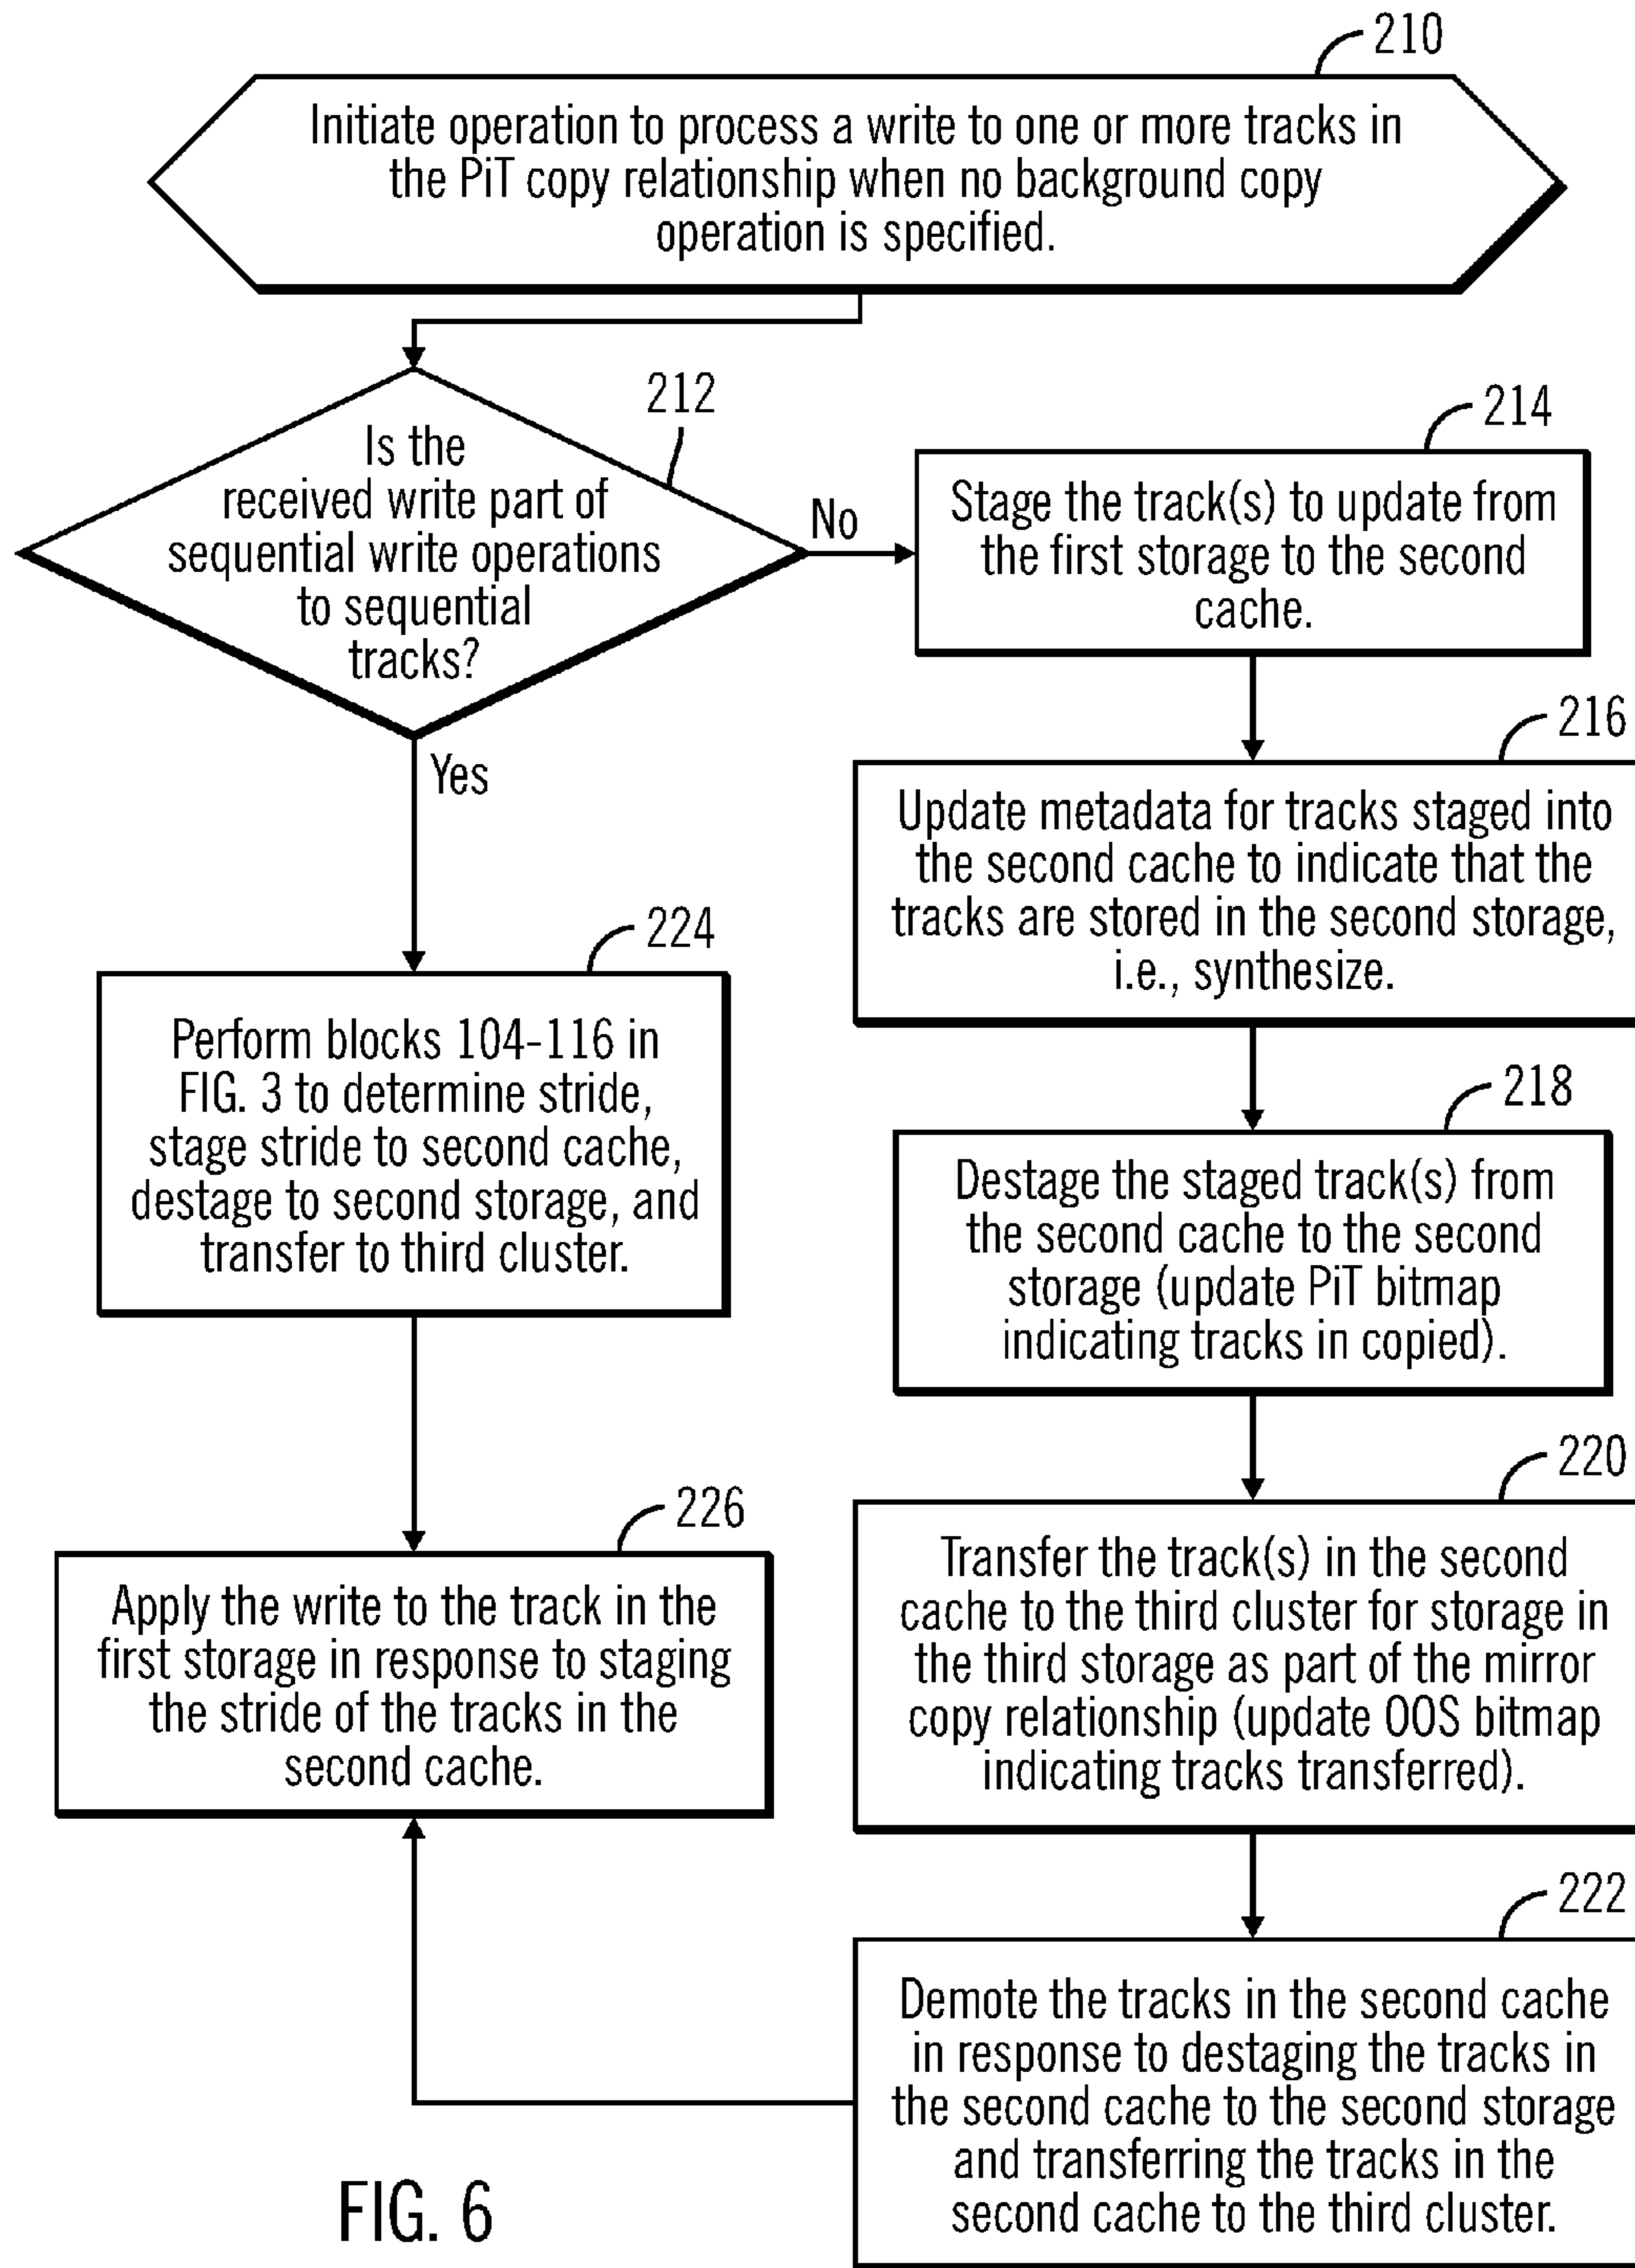 210
Initiate operation to process a write to one or more tracks in
the PiT copy relationship when no background copy
operation is specified.
212
Is the
received write part of
sequential write operations
to sequential
tracks?
No
Yes
214
Stage the track(s) to update from
the first storage to the second
cache.
216
Update metadata for tracks staged into
the second cache to indicate that the
tracks are stored in the second storage,
i.e., synthesize.
218
Destage the staged track(s) from
the second cache to the second
storage (update PiT bitmap
indicating tracks in copied).
220
Transfer the track(s) in the second
cache to the third cluster for storage in
the third storage as part of the mirror
copy relationship (update OOS bitmap
indicating tracks transferred).
222
Demote the tracks in the second cache
in response to destaging the tracks in
the second cache to the second storage
and transferring the tracks in the
second cache to the third cluster.
224
Perform blocks 104-116 in
FIG. 3 to determine stride,
stage stride to second cache,
destage to second storage, and
transfer to third cluster.
226
Apply the write to the track in the
first storage in response to staging
the stride of the tracks in the
second cache.
FIG. 6